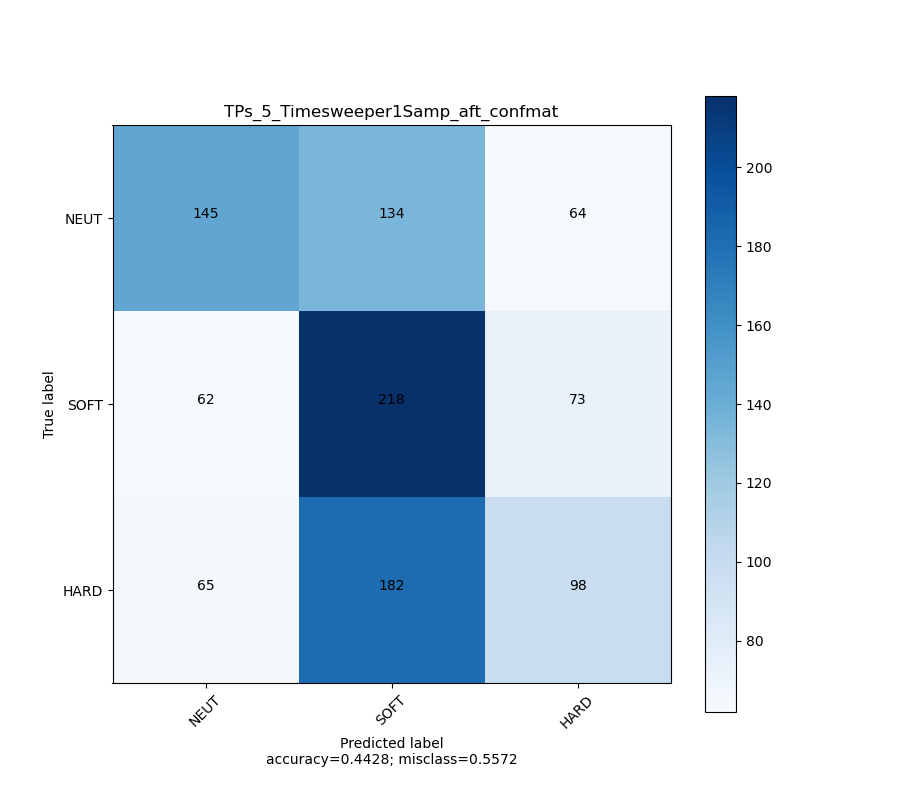 TPs_5_Timesweeper1Samp_aft_confmat
NEUT 145 134 64
SOFT 62 218 73
HARD 65 182 98
NEUT SOFT HARD
True label
Predicted label
accuracy=0.4428; misclass=0.5572
200
180
160
140
120
100
80